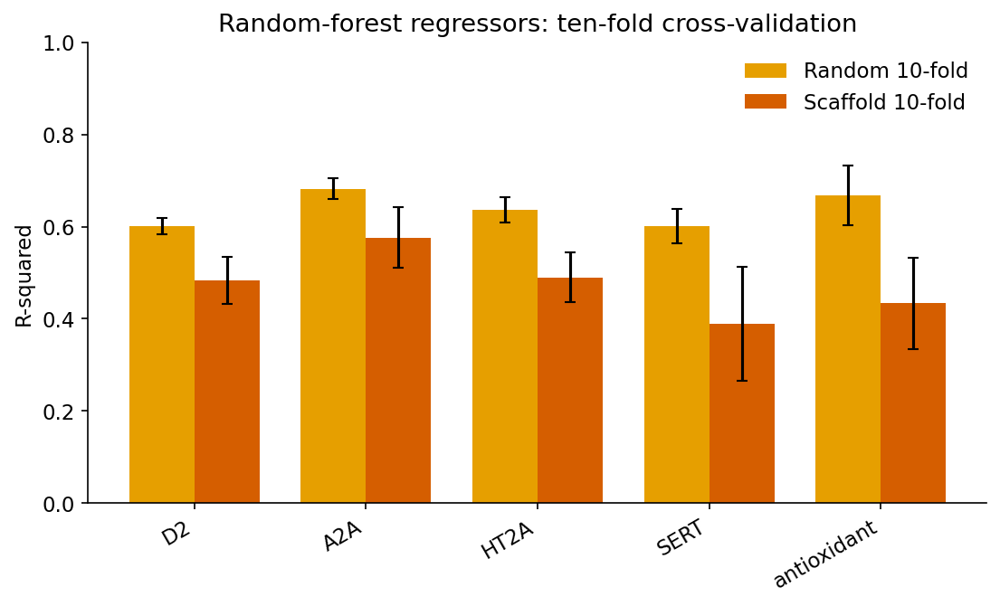 Random-forest regressors: ten-fold cross-validation
Random 10-fold
Scaffold 10-fold
R-squared
1.0
0.8
0.6
0.4
0.2
0.0
D2
A2A
HT2A
SERT
antioxidant